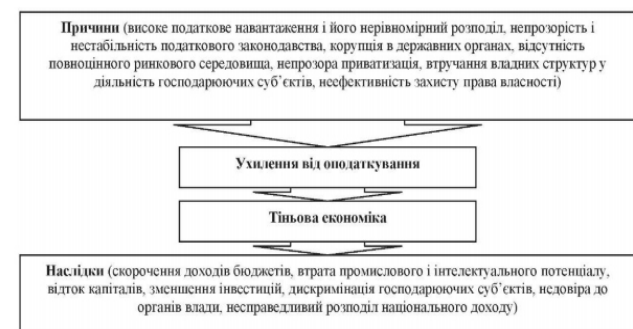 Причини (високе податкове навантаження і його нерівномірний розподіл, непрозорість і
нестабільність податкового законодавства, корупція в державних органах, відсутність
повноцінного ринкового середовища, непрозора приватизація, втручання владних структур у
діяльність господарюючих суб’єктів, неефективність захисту права власності)
Ухилення від оподаткування
Тіньова економіка
Наслідки (скорочення доходів бюджетів, втрата промислового і інтелектуального потенціалу,
відток капіталів, зменшення інвестицій, дискримінація господарюючих суб’єктів, недовіра до
органів влади, несправедливий розподіл національного доходу)